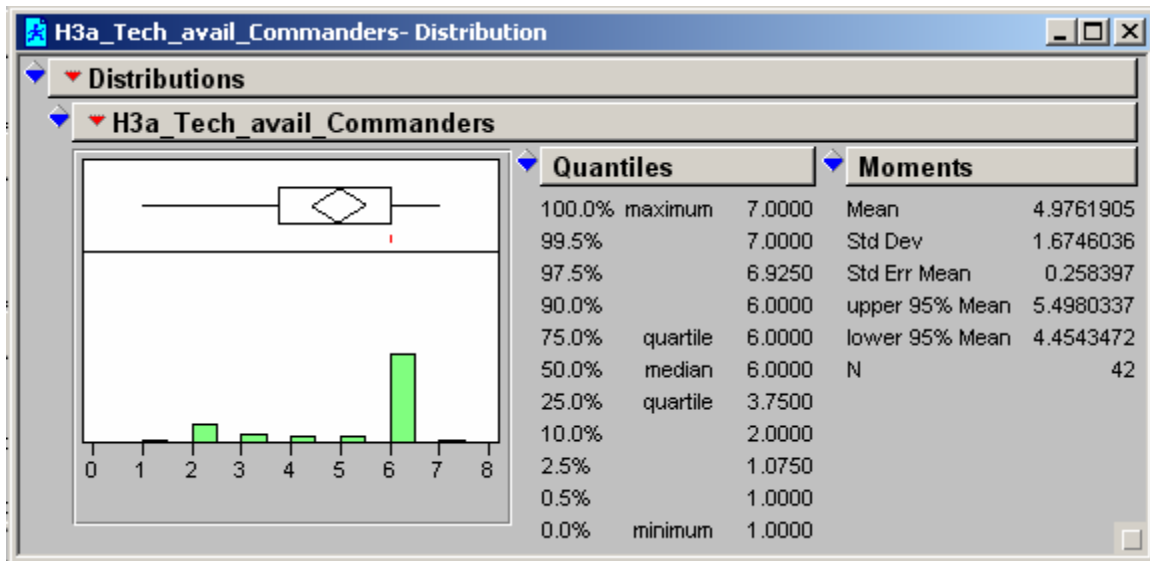 H3a_Tech_avail_Commanders- Distribution
Distributions
H3a_Tech_avail_Commanders
0 1 2 3 4 5 6 7 8
Quantiles
100.0% maximum 7.0000
99.5% 7.0000
97.5% 6.9250
90.0% 6.0000
75.0% quartile 6.0000
50.0% median 6.0000
25.0% quartile 3.7500
10.0% 2.0000
2.5% 1.0750
0.5% 1.0000
0.0% minimum 1.0000
Moments
Mean 4.9761905
Std Dev 1.6746036
Std Err Mean 0.258397
upper 95% Mean 5.4980337
lower 95% Mean 4.4543472
N 42